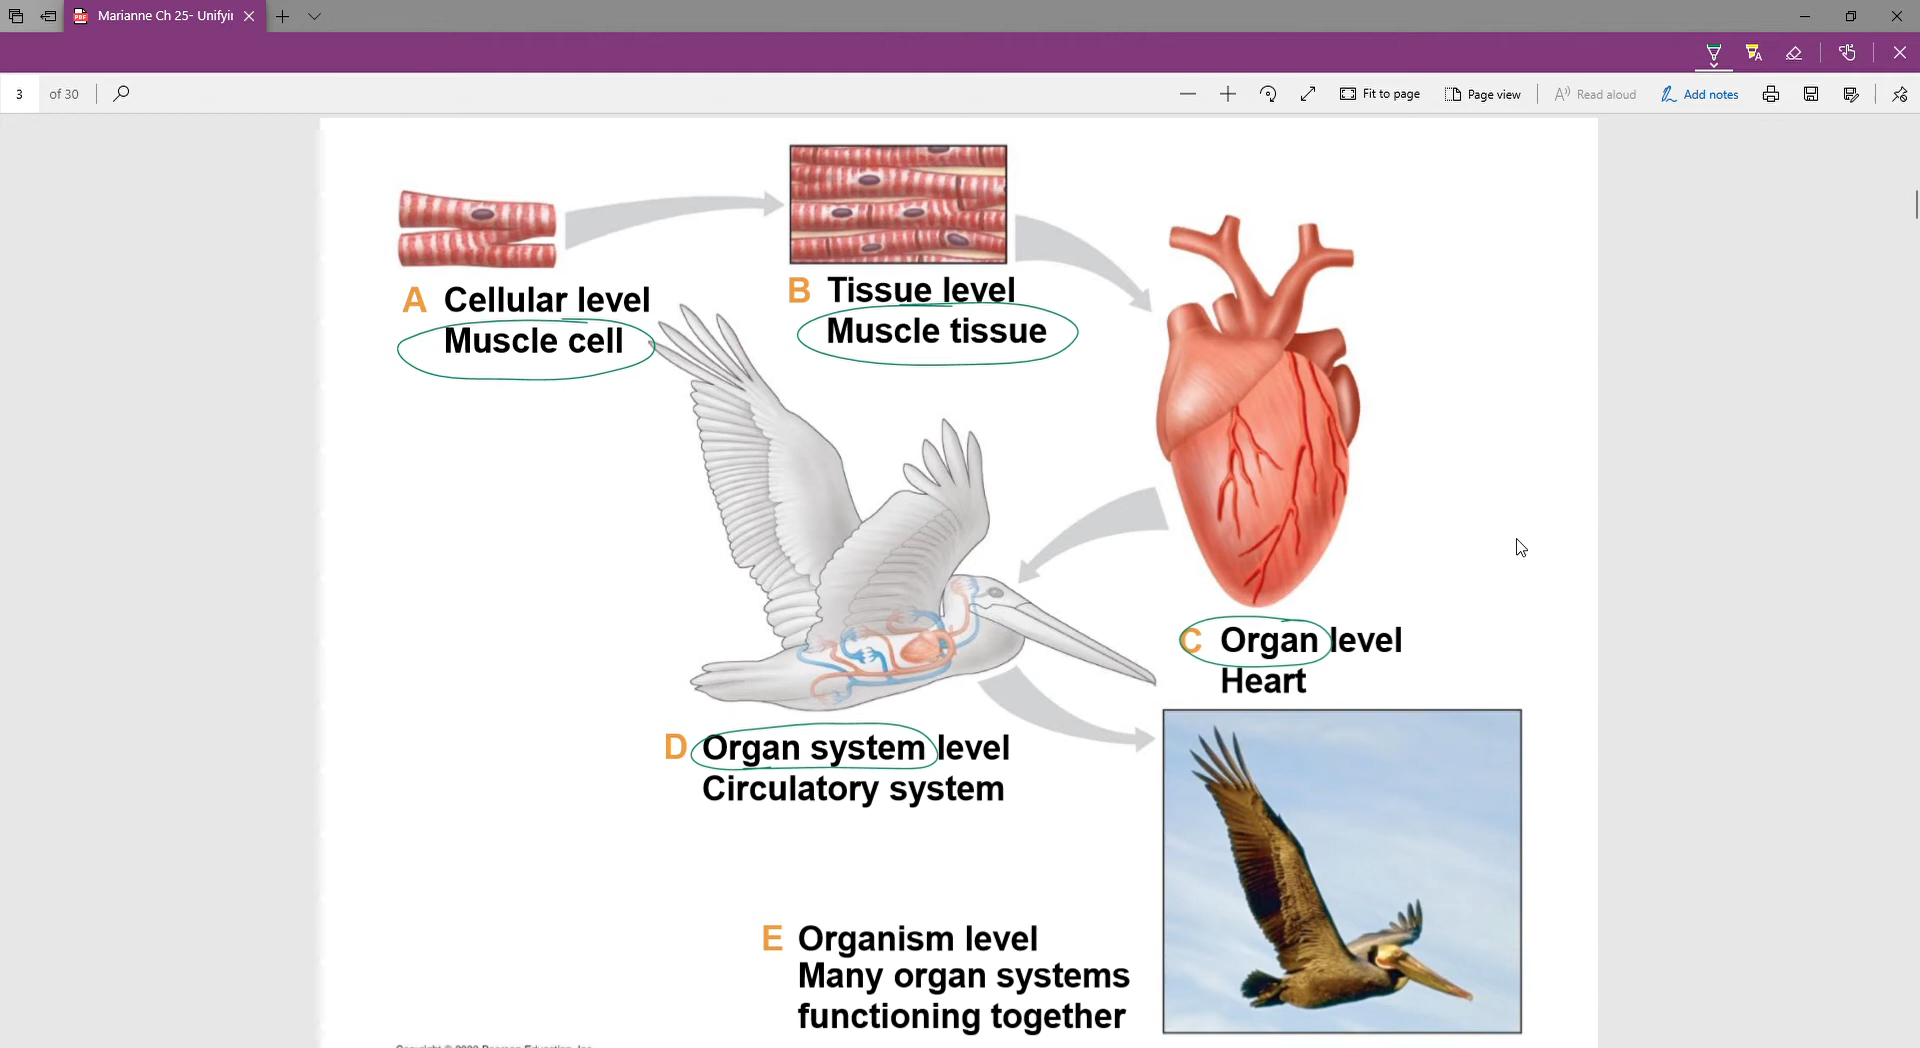 Marianne Ch 25- Unifyi
3 of 30
Fit to page
Page view
Read aloud
Add notes
A Cellular level
Muscle cell
B Tissue level
Muscle tissue
C Organ level
Heart
D Organ system level
Circulatory system
E Organism level
Many organ systems
functioning together